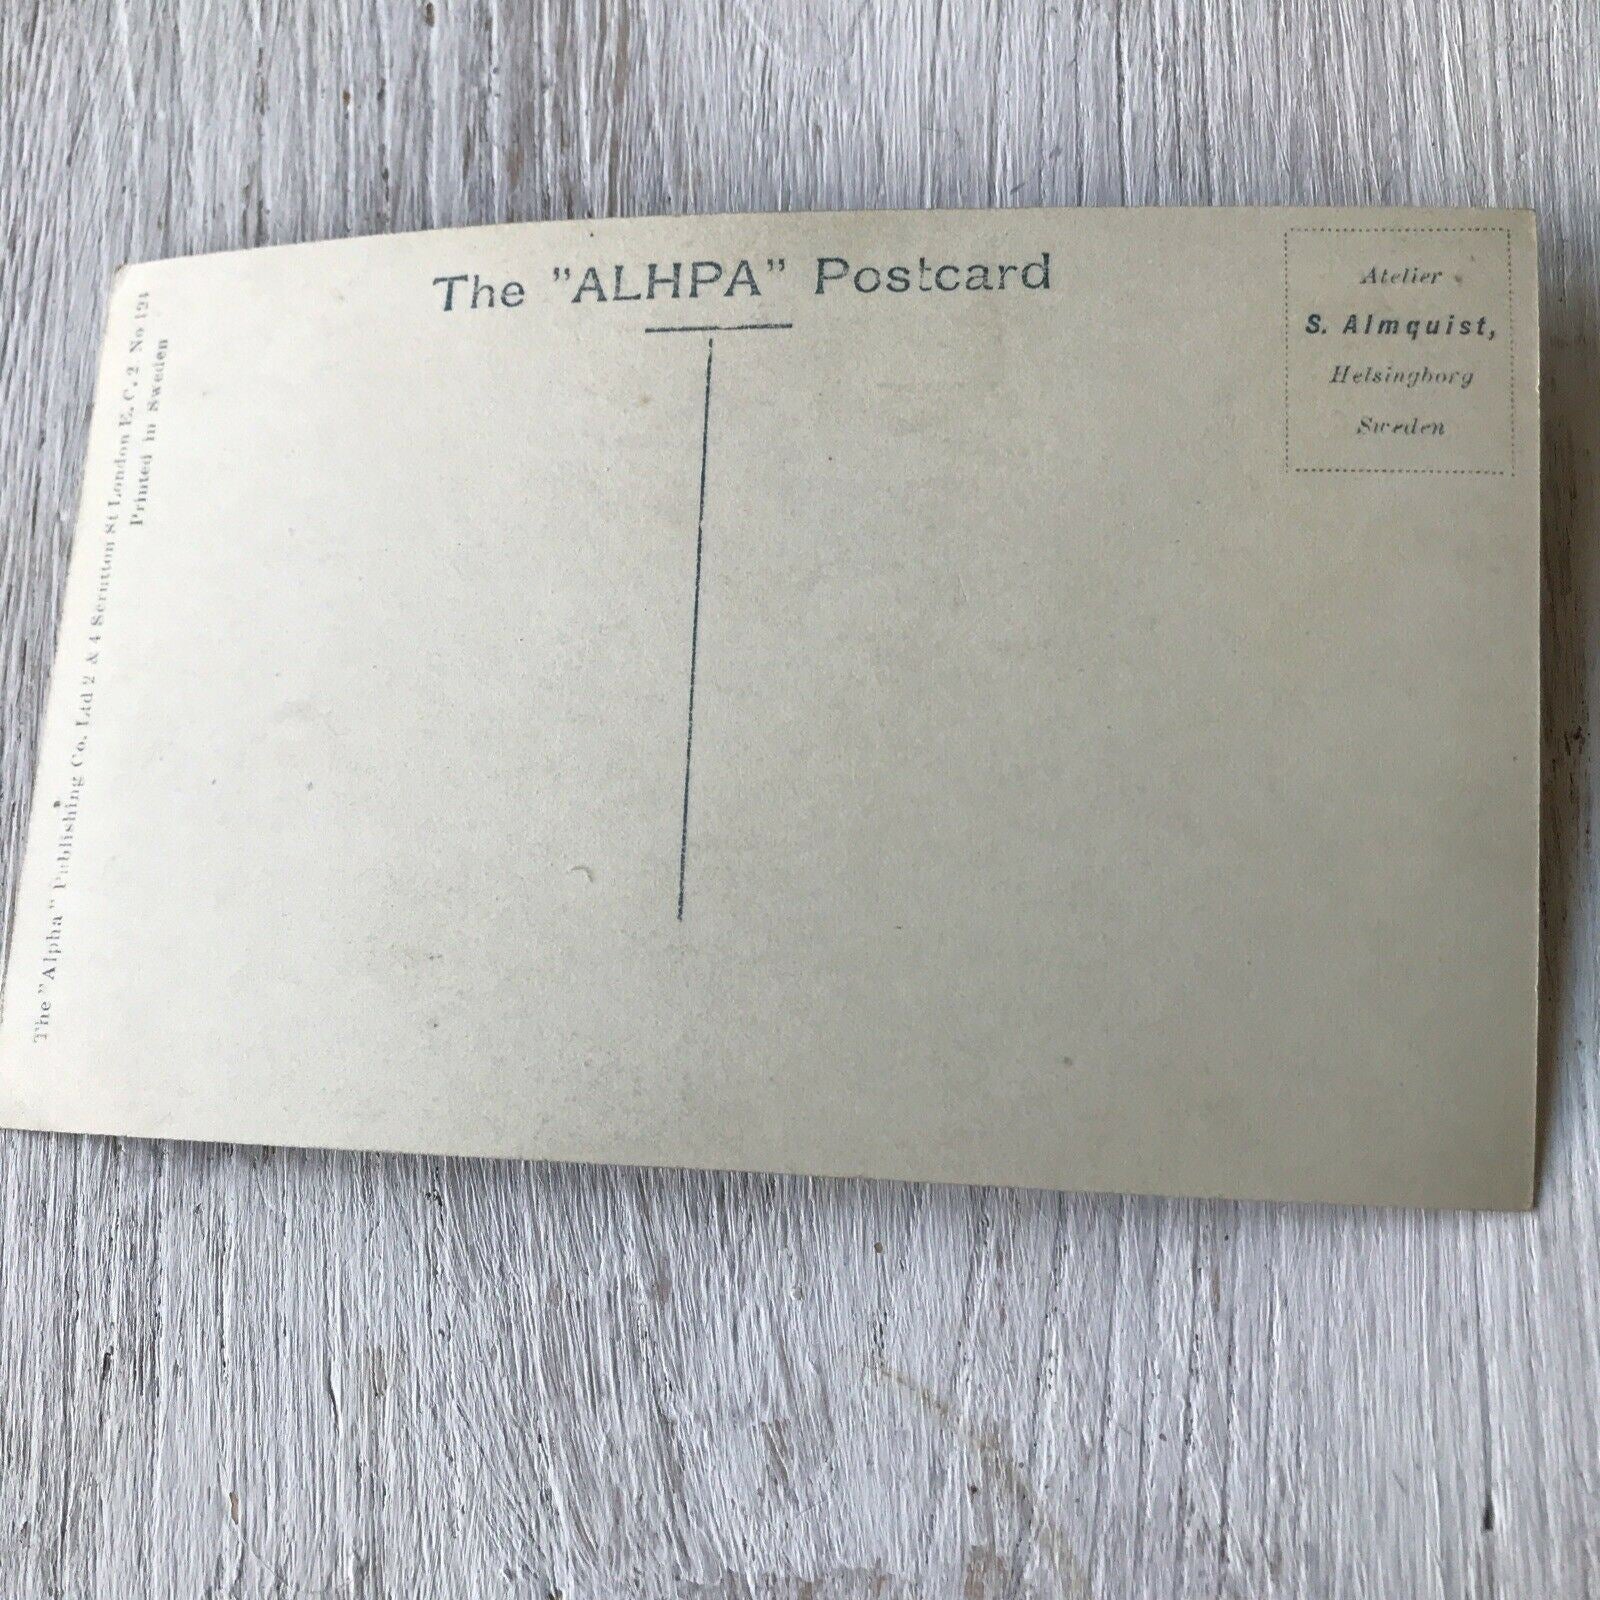 The ”ALHPA” Postcard
Atelier
S. Almquist,
Helsingborg
Sweden
The ”Alpha” Publishing Co. Ltd 2 & 4 Scrutton St London E. C. 2 No 194
Printed in Sweden